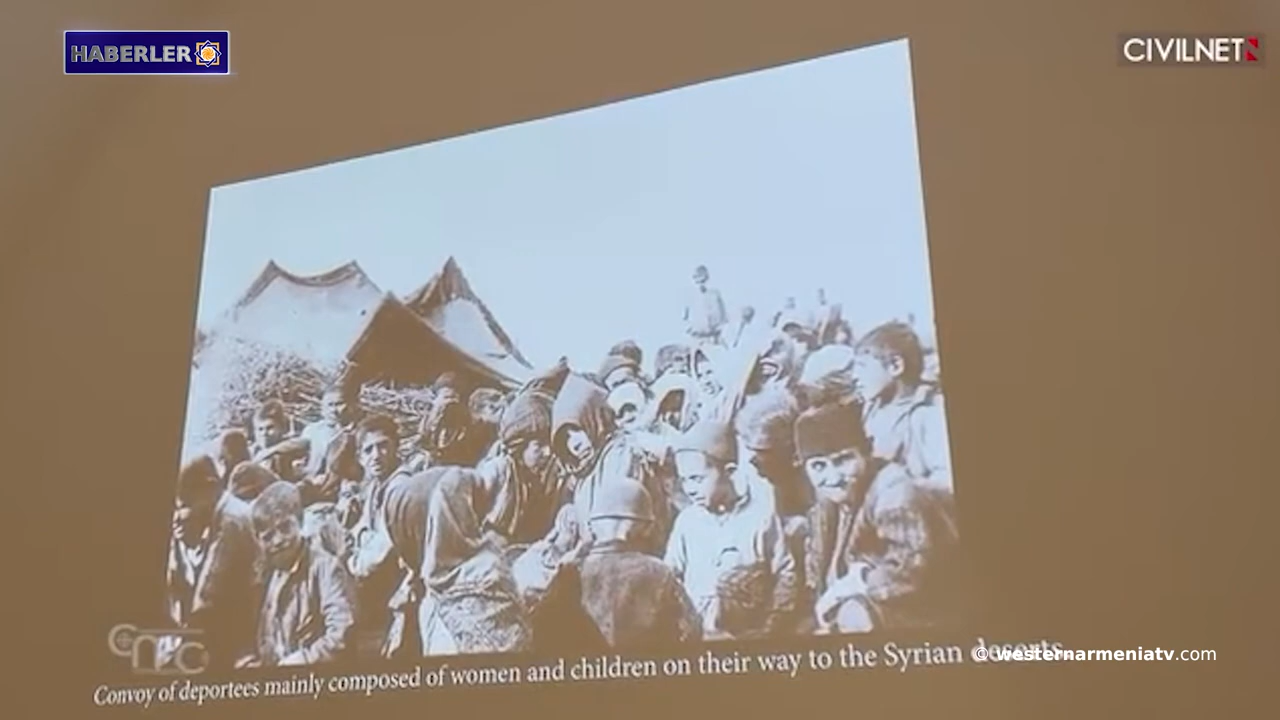 HABERLER
CIVILNET
Convoy of deportees mainly composed of women and children on their way to the Syrian deserts
© westernarmeniatv.com